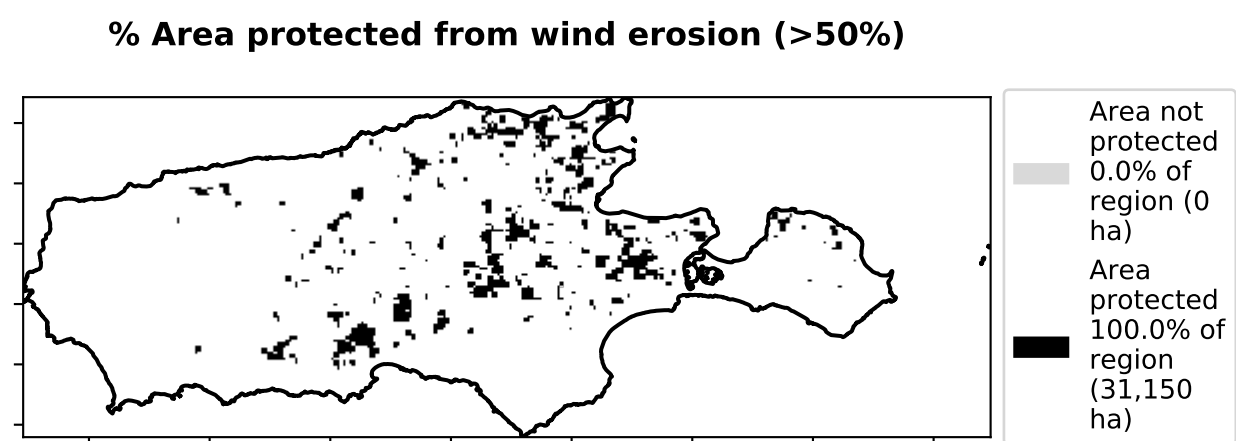 % Area protected from wind erosion (>50%)
Area not
protected
0.0% of
region (0
ha)
Area
protected
100.0% of
region
(31,150
ha)